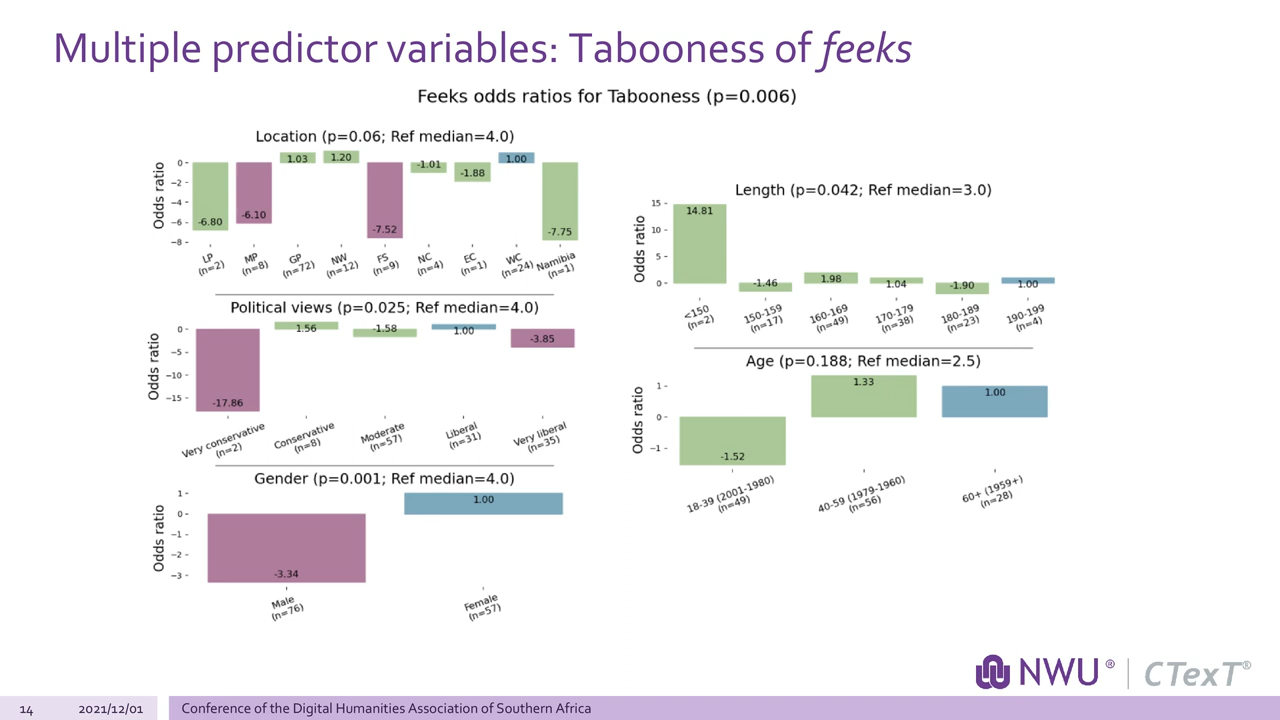 Multiple predictor variables: Tabooness of feeks
Feeks odds ratios for Tabooness (p=0.006)
Location (p=0.06; Ref median=4.0)
Odds ratio
0
−2
−4
−6
−8
-6.80
-6.10
1.03
1.20
-7.52
-1.01
-1.88
1.00
-7.75
LP
(n=2)
MP
(n=8)
GP
(n=72)
NW
(n=12)
FS
(n=9)
NC
(n=4)
EC
(n=1)
WC
(n=24)
Namibia
(n=1)
Political views (p=0.025; Ref median=4.0)
Odds ratio
0
−5
−10
−15
-17.86
1.56
-1.58
1.00
-3.85
Very conservative
(n=2)
Conservative
(n=8)
Moderate
(n=57)
Liberal
(n=31)
Very liberal
(n=35)
Gender (p=0.001; Ref median=4.0)
Odds ratio
1
0
−1
−2
−3
-3.34
1.00
Male
(n=76)
Female
(n=57)
Length (p=0.042; Ref median=3.0)
Odds ratio
15
10
5
0
14.81
-1.46
1.98
1.04
-1.90
1.00
<150
(n=2)
150-159
(n=17)
160-169
(n=49)
170-179
(n=38)
180-189
(n=23)
190-199
(n=4)
Age (p=0.188; Ref median=2.5)
Odds ratio
1
0
−1
-1.52
1.33
1.00
18-39 (2001-1980)
(n=49)
40-59 (1979-1960)
(n=56)
60+ (1959+)
(n=28)
NWU® CTexT®
14 2021/12/01 Conference of the Digital Humanities Association of Southern Africa